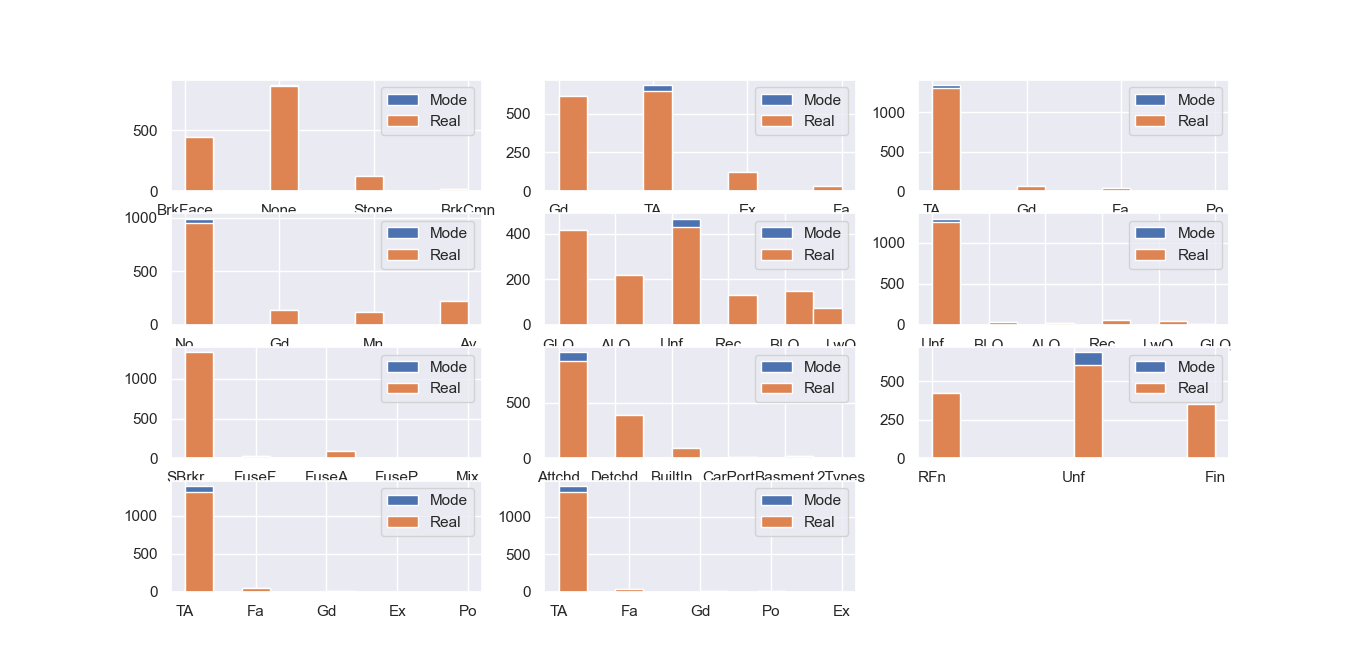 Mode
Real
500
0
BrkFace None Stone BrkCmn
Mode
Real
500
250
0
Gd TA Ex Fa
Mode
Real
1000
500
0
TA Gd Fa Po
Mode
Real
1000
500
0
No Gd Mn Av
Mode
Real
400
200
0
GLQ ALQ Unf Rec BLQ LwQ
Mode
Real
1000
500
0
Unf BLQ ALQ Rec LwQ GLQ
Mode
Real
1000
500
0
SBrkr FuseF FuseA FuseP Mix
Mode
Real
500
0
Attchd Detchd BuiltIn CarPort Basment 2Types
Mode
Real
500
250
0
RFn Unf Fin
Mode
Real
1000
500
0
TA Fa Gd Ex Po
Mode
Real
1000
500
0
TA Fa Gd Po Ex